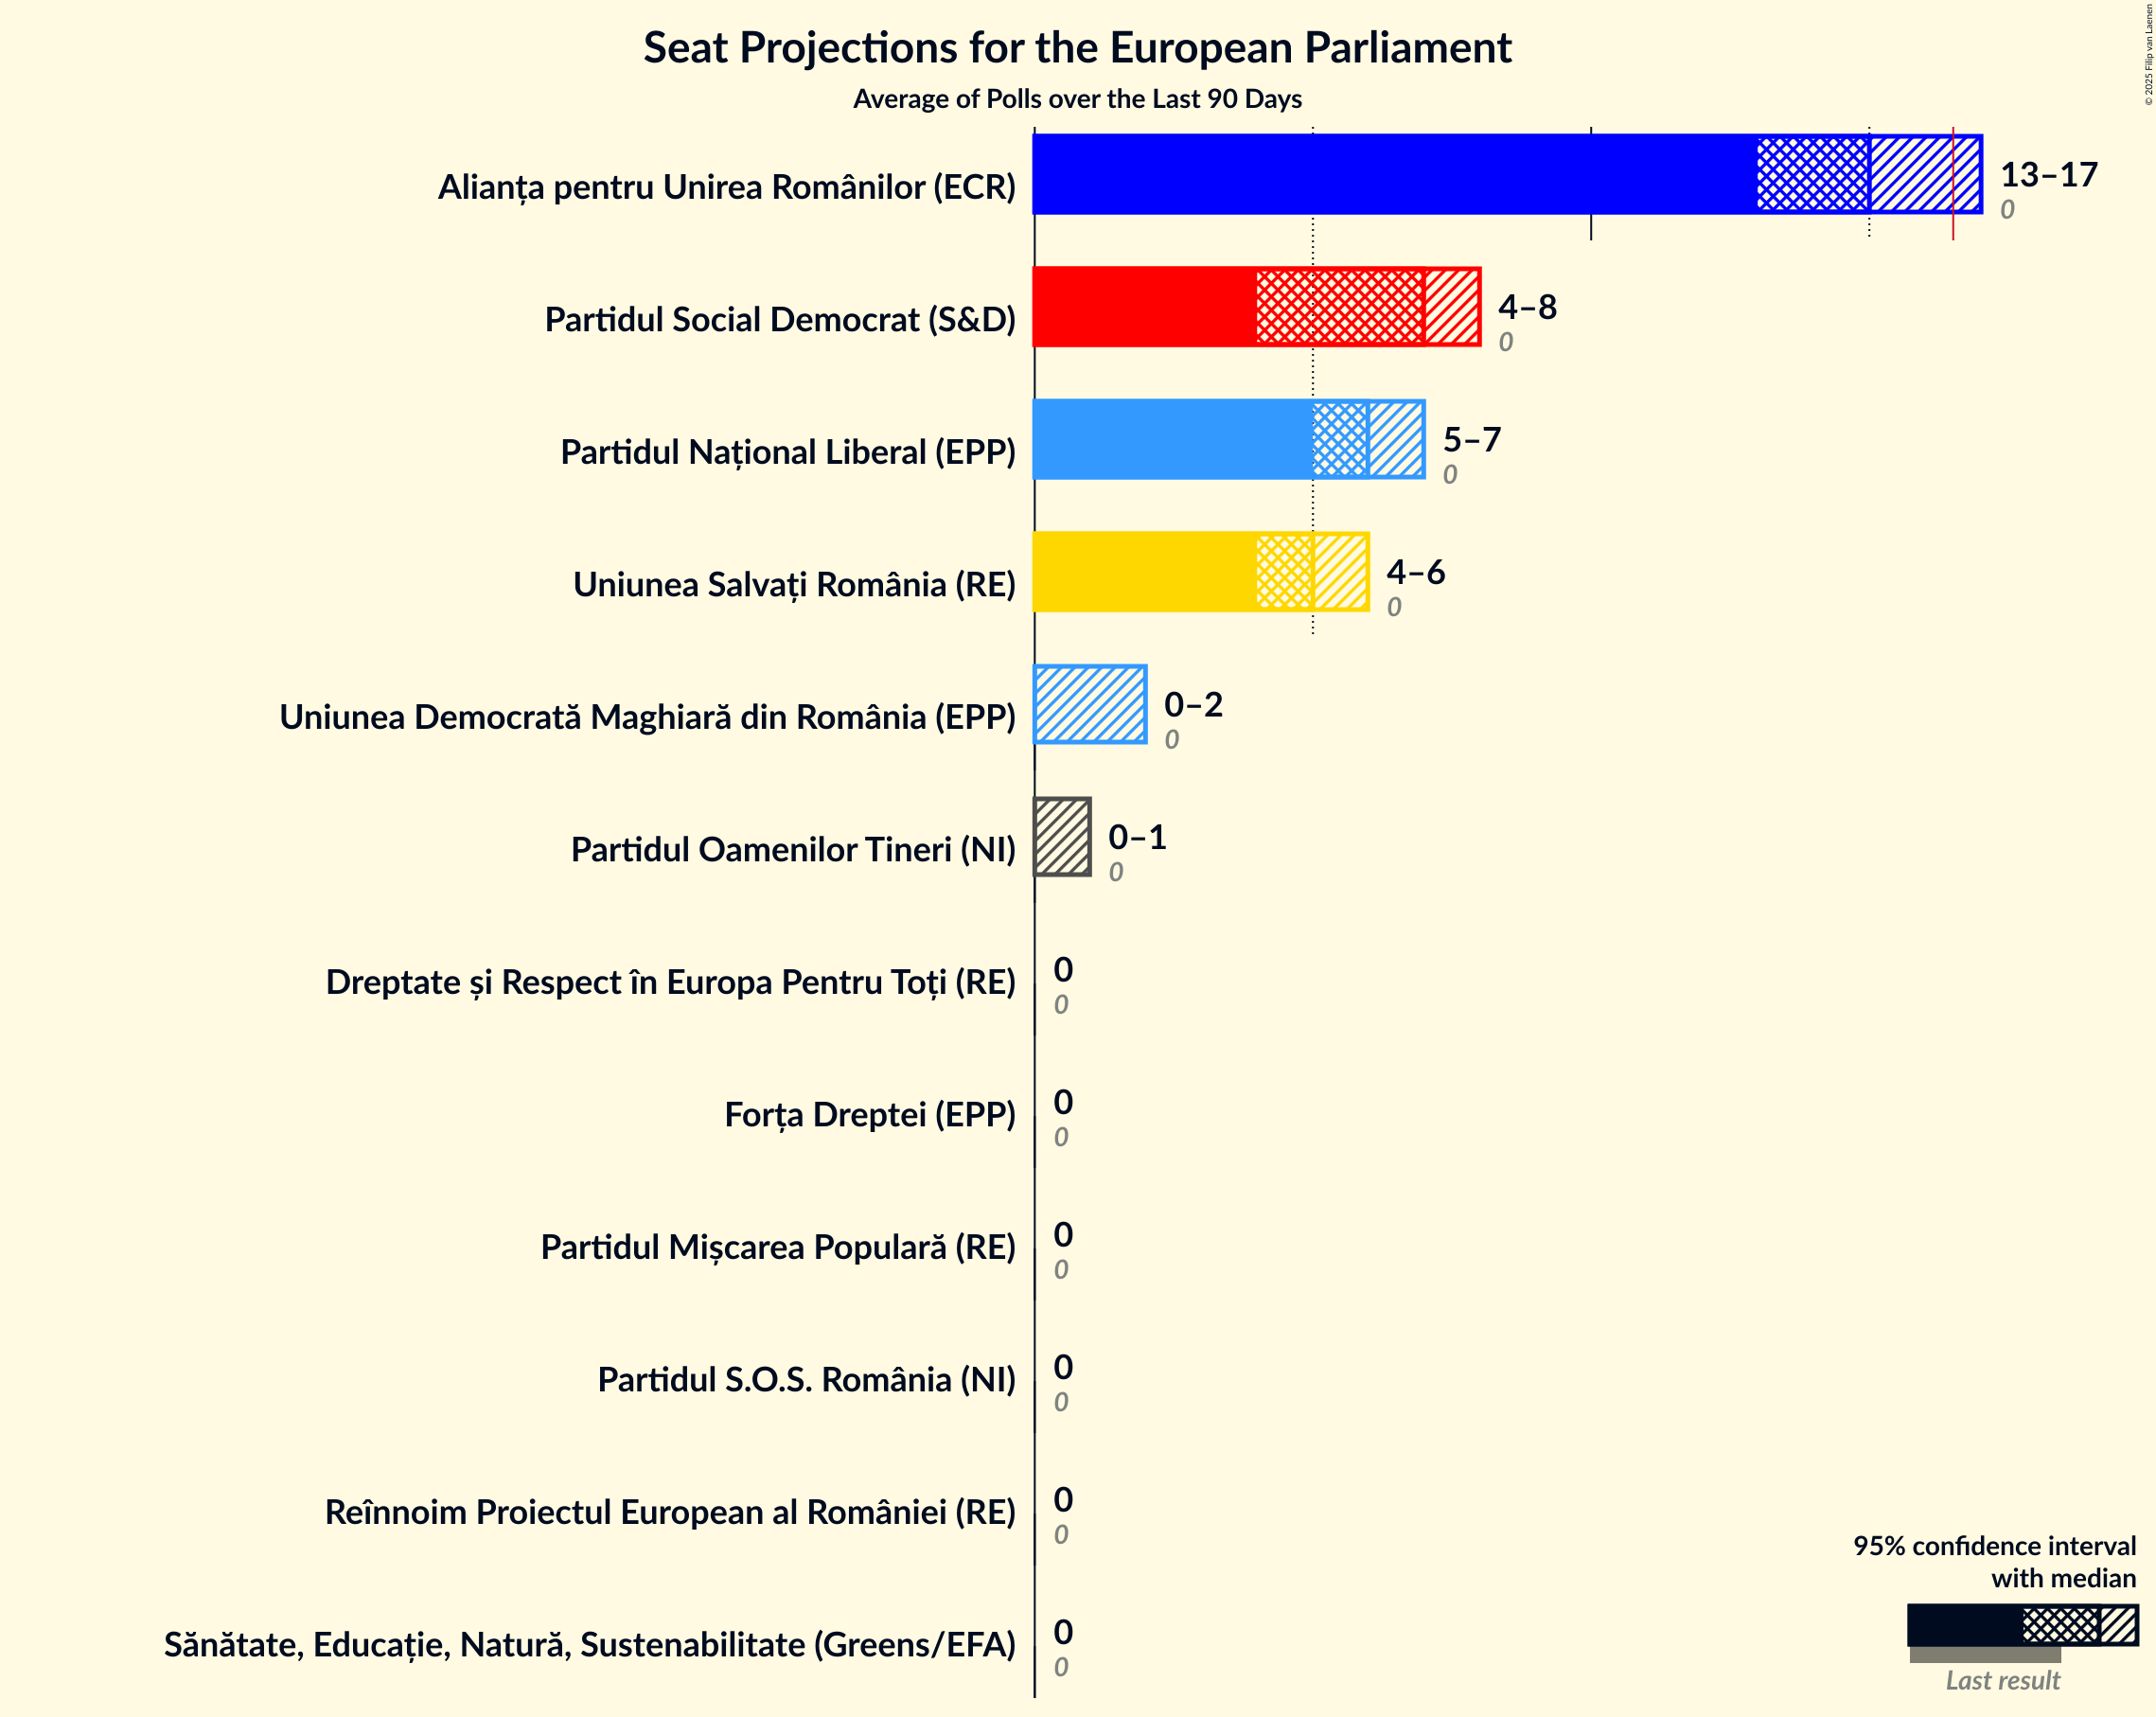 Seat Projections for the European Parliament
Average of Polls over the Last 90 Days
© 2025 Filip van Laenen
Alianța pentru Unirea Românilor (ECR)
13–17
0
Partidul Social Democrat (S&D)
4–8
0
Partidul Național Liberal (EPP)
5–7
0
Uniunea Salvați România (RE)
4–6
0
Uniunea Democrată Maghiară din România (EPP)
0–2
0
Partidul Oamenilor Tineri (NI)
0–1
0
Dreptate și Respect în Europa Pentru Toți (RE)
0
0
Forța Dreptei (EPP)
0
0
Partidul Mișcarea Populară (RE)
0
0
Partidul S.O.S. România (NI)
0
0
Reînnoim Proiectul European al României (RE)
0
0
Sănătate, Educație, Natură, Sustenabilitate (Greens/EFA)
0
0
95% confidence interval
with median
Last result